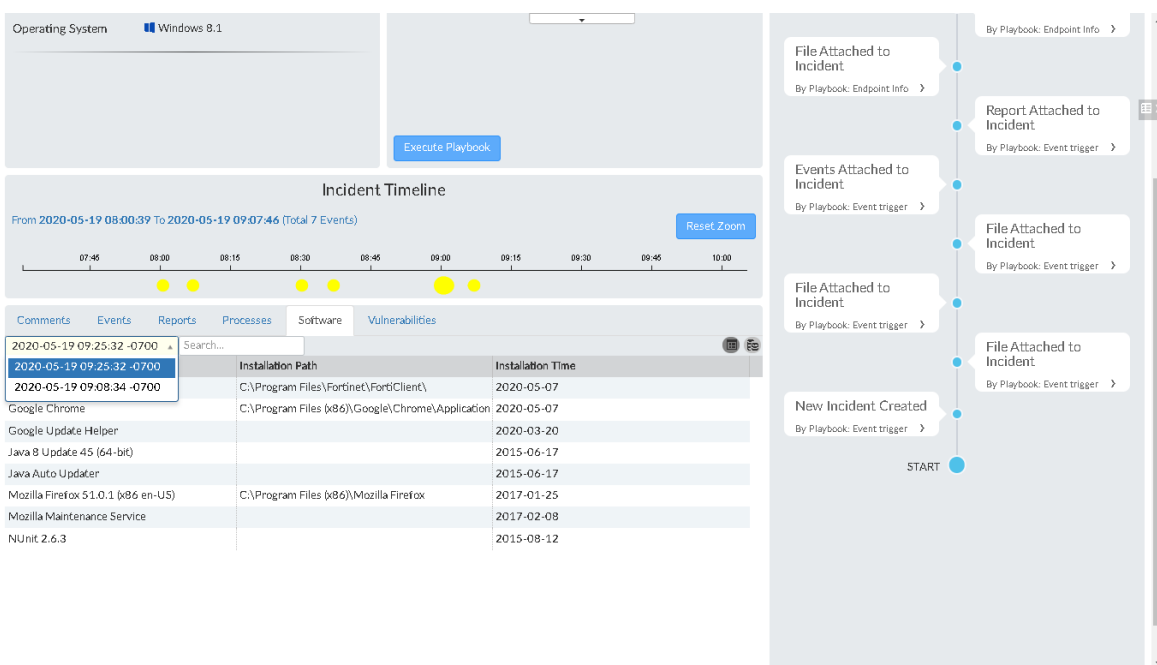 Operating System Windows 8.1
Execute Playbook
Incident Timeline
From 2020-05-19 08:00:39 To 2020-05-19 09:07:46 (Total 7 Events)
Reset Zoom
07:45 08:00 08:15 08:30 08:45 09:00 09:15 09:30 09:45 10:00
Comments Events Reports Processes Software Vulnerabilities
2020-05-19 09:25:32 -0700 Search...
2020-05-19 09:25:32 -0700
2020-05-19 09:08:34 -0700
Installation Path Installation Time
C:\Program Files\Fortinet\FortiClient\ 2020-05-07
Google Chrome C:\Program Files (x86)\Google\Chrome\Application 2020-05-07
Google Update Helper 2020-03-20
Java 8 Update 45 (64-bit) 2015-06-17
Java Auto Updater 2015-06-17
Mozilla Firefox 51.0.1 (x86 en-US) C:\Program Files (x86)\Mozilla Firefox 2017-01-25
Mozilla Maintenance Service 2017-02-08
NUnit 2.6.3 2015-08-12
By Playbook: Endpoint Info
File Attached to
Incident
By Playbook: Endpoint Info
Report Attached to
Incident
By Playbook: Event trigger
Events Attached to
Incident
By Playbook: Event trigger
File Attached to
Incident
By Playbook: Event trigger
File Attached to
Incident
By Playbook: Event trigger
File Attached to
Incident
By Playbook: Event trigger
New Incident Created
By Playbook: Event trigger
START